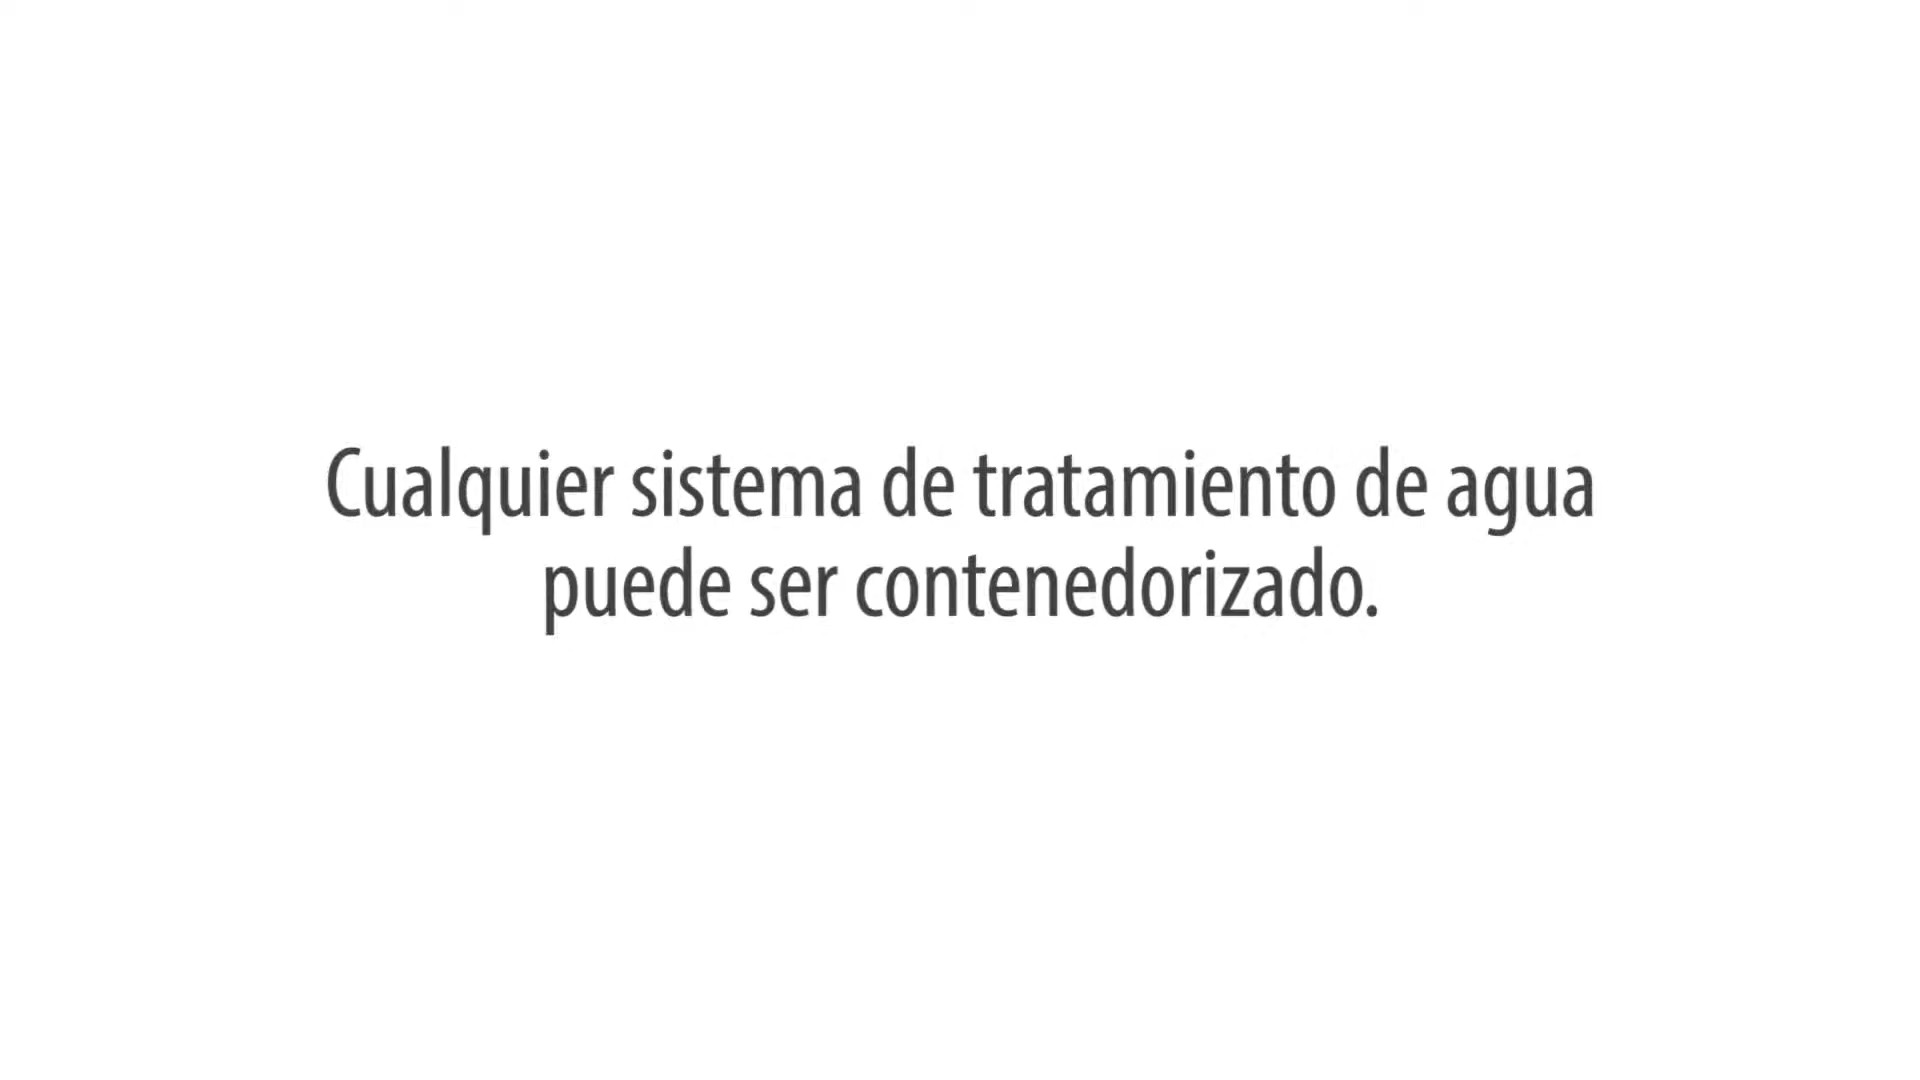 Cualquier sistema de tratamiento de agua
puede ser contenedorizado.